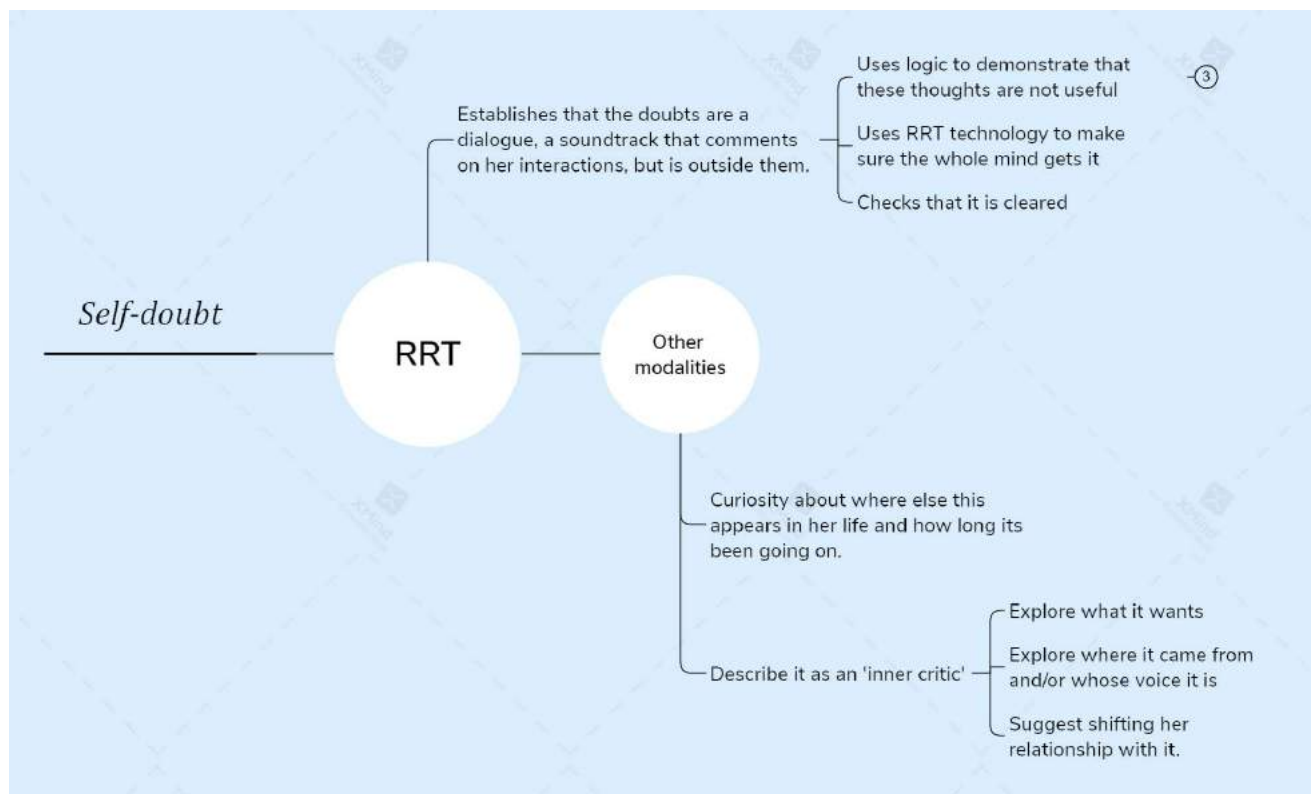 Uses logic to demonstrate that
these thoughts are not useful
3
Establishes that the doubts are a
dialogue, a soundtrack that comments
on her interactions, but is outside them.
Uses RRT technology to make
sure the whole mind gets it
Checks that it is cleared
Self-doubt
RRT
Other
modalities
Curiosity about where else this
appears in her life and how long its
been going on.
Describe it as an 'inner critic'
Explore what it wants
Explore where it came from
and/or whose voice it is
Suggest shifting her
relationship with it.
XMind
XMind
XMind
XMind